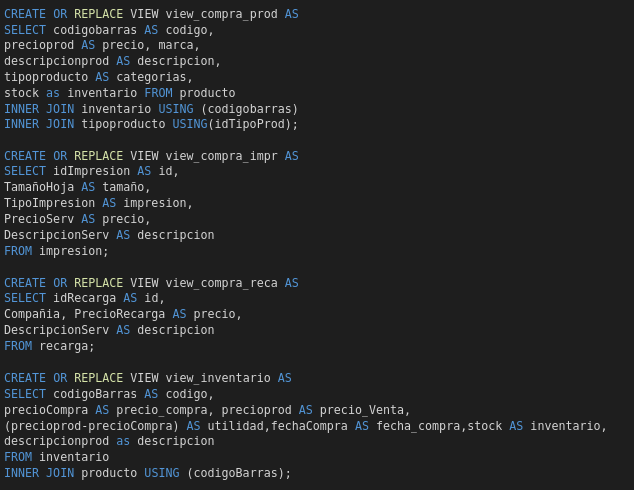 CREATE OR REPLACE VIEW view_compra_prod AS
SELECT codigobarras AS codigo,
precioprod AS precio, marca,
descripcionprod AS descripcion,
tipoproducto AS categorias,
stock as inventario FROM producto
INNER JOIN inventario USING (codigobarras)
INNER JOIN tipoproducto USING(idTipoProd);
CREATE OR REPLACE VIEW view_compra_impr AS
SELECT idImpresion AS id,
TamañoHoja AS tamaño,
TipoImpresion AS impresion,
PrecioServ AS precio,
DescripcionServ AS descripcion
FROM impresion;
CREATE OR REPLACE VIEW view_compra_reca AS
SELECT idRecarga AS id,
Compañia, PrecioRecarga AS precio,
DescripcionServ AS descripcion
FROM recarga;
CREATE OR REPLACE VIEW view_inventario AS
SELECT codigoBarras AS codigo,
precioCompra AS precio_compra, precioprod AS precio_Venta,
(precioprod-precioCompra) AS utilidad,fechaCompra AS fecha_compra,stock AS inventario,
descripcionprod as descripcion
FROM inventario
INNER JOIN producto USING (codigoBarras);